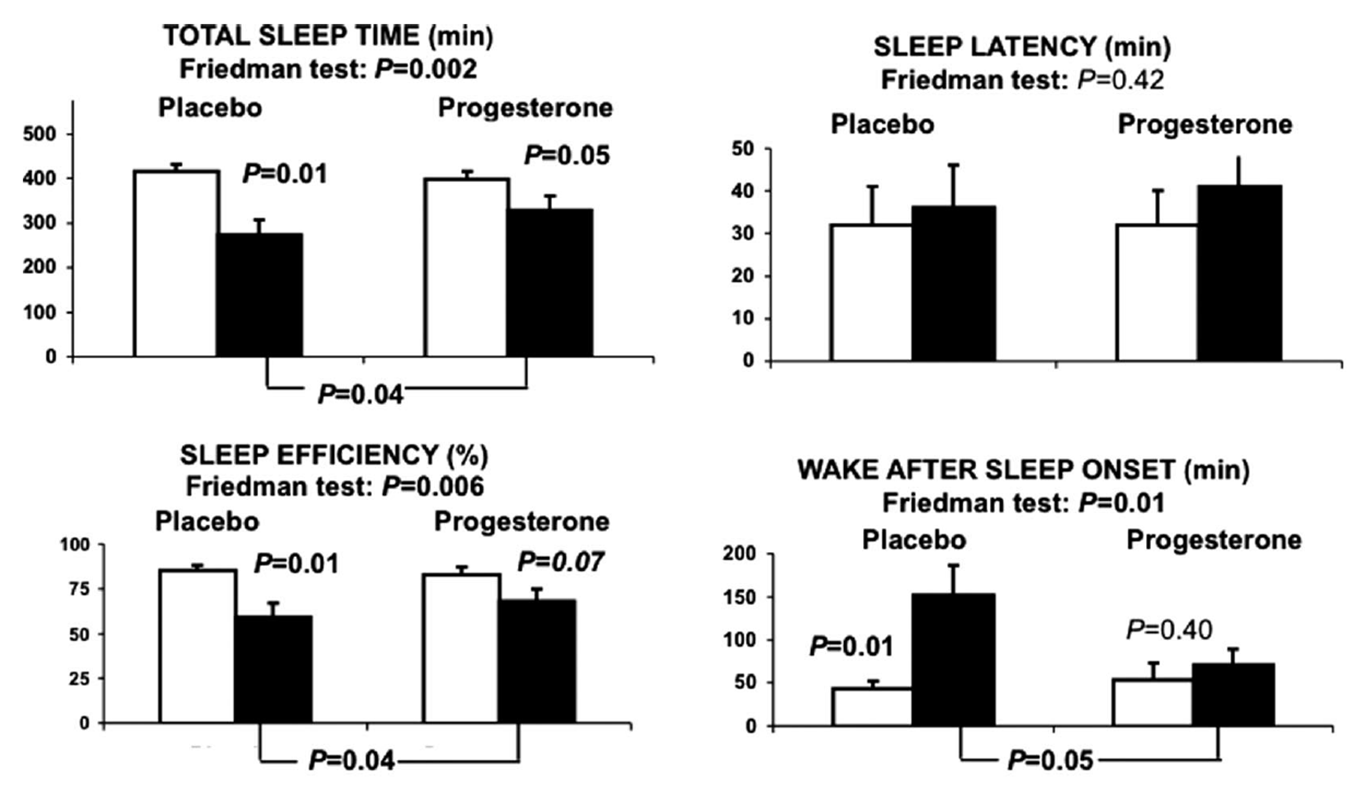 TOTAL SLEEP TIME (min)
Friedman test: P=0.002
Placebo Progesterone
500
400
300
200
100
0
P=0.01
P=0.05
P=0.04
SLEEP LATENCY (min)
Friedman test: P=0.42
Placebo Progesterone
50
40
30
20
10
0
SLEEP EFFICIENCY (%)
Friedman test: P=0.006
Placebo Progesterone
100
75
50
25
0
P=0.01
P=0.07
P=0.04
WAKE AFTER SLEEP ONSET (min)
Friedman test: P=0.01
Placebo Progesterone
200
150
100
50
0
P=0.01
P=0.40
P=0.05